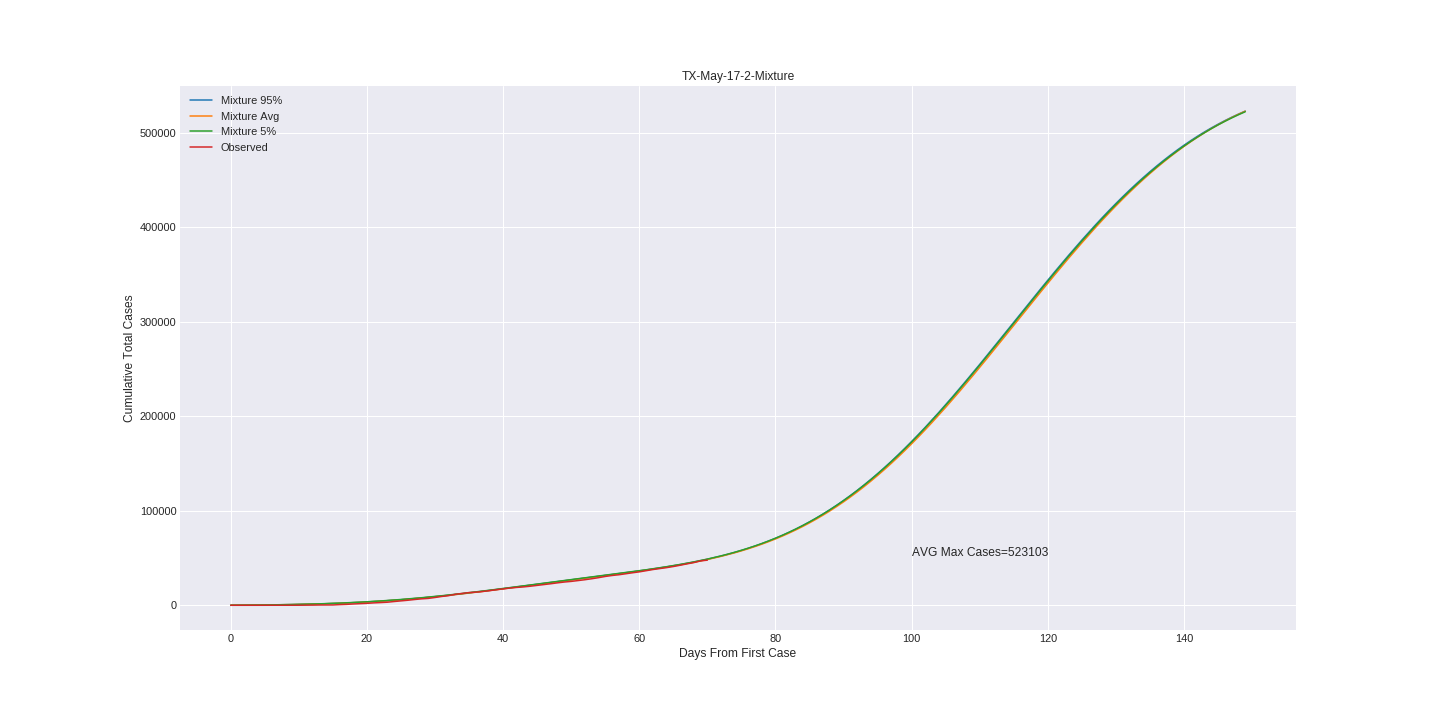 TX-May-17-2-Mixture
Mixture 95%
Mixture Avg
Mixture 5%
Observed
500000
400000
300000
200000
100000
0
Cumulative Total Cases
AVG Max Cases=523103
0 20 40 60 80 100 120 140
Days From First Case